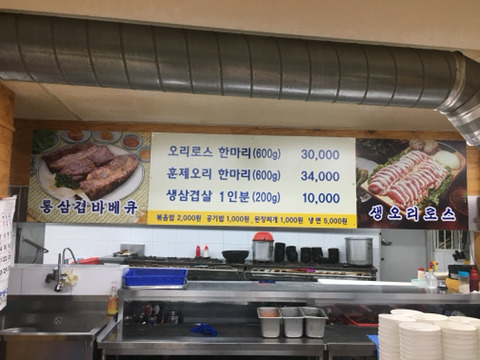 오리로스 한마리(600g) 30,000
훈제오리 한마리(600g) 34,000
생삼겹살 1인분(200g) 10,000
볶음밥 2,000원 공기밥 1,000원 된장찌개 1,000원 냉면 5,000원
통삼겹바베큐
생오리로스